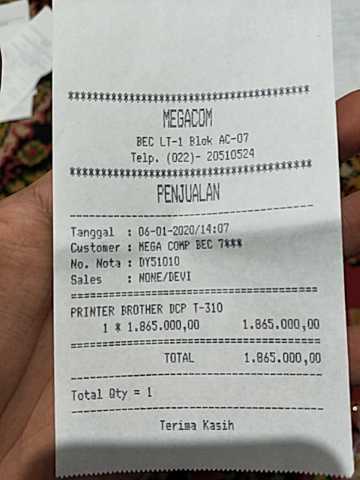 ****************************************
MEGACOM
BEC LT-1 Blok AC-07
Telp. (022)- 20510524
****************************************
PENJUALAN
----------------------------------------
Tanggal : 06-01-2020/14:07
Customer : MEGA COMP BEC 7***
No. Nota : DY51010
Sales : NONE/DEVI
========================================
PRINTER BROTHER DCP T-310
1 * 1.865.000,00 1.865.000,00
========================================
TOTAL 1.865.000,00
----------------------------------------
Total Qty = 1
----------------------------------------
Terima Kasih